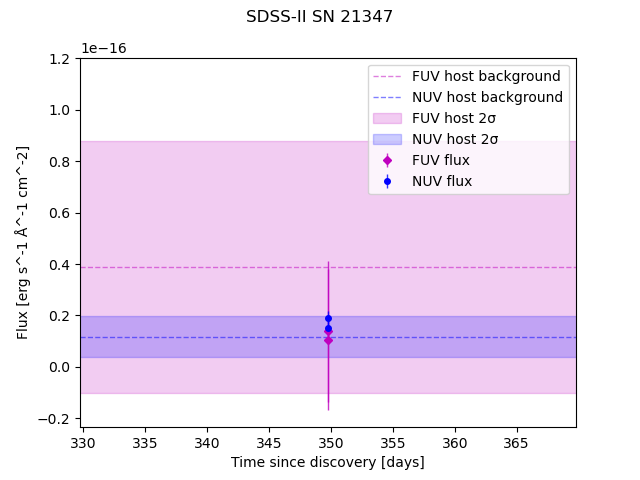 SDSS-II SN 21347
1e−16
1.2
1.0
0.8
0.6
0.4
0.2
0.0
−0.2
Flux [erg s^-1 Å^-1 cm^-2]
FUV host background
NUV host background
FUV host 2σ
NUV host 2σ
FUV flux
NUV flux
330 335 340 345 350 355 360 365
Time since discovery [days]